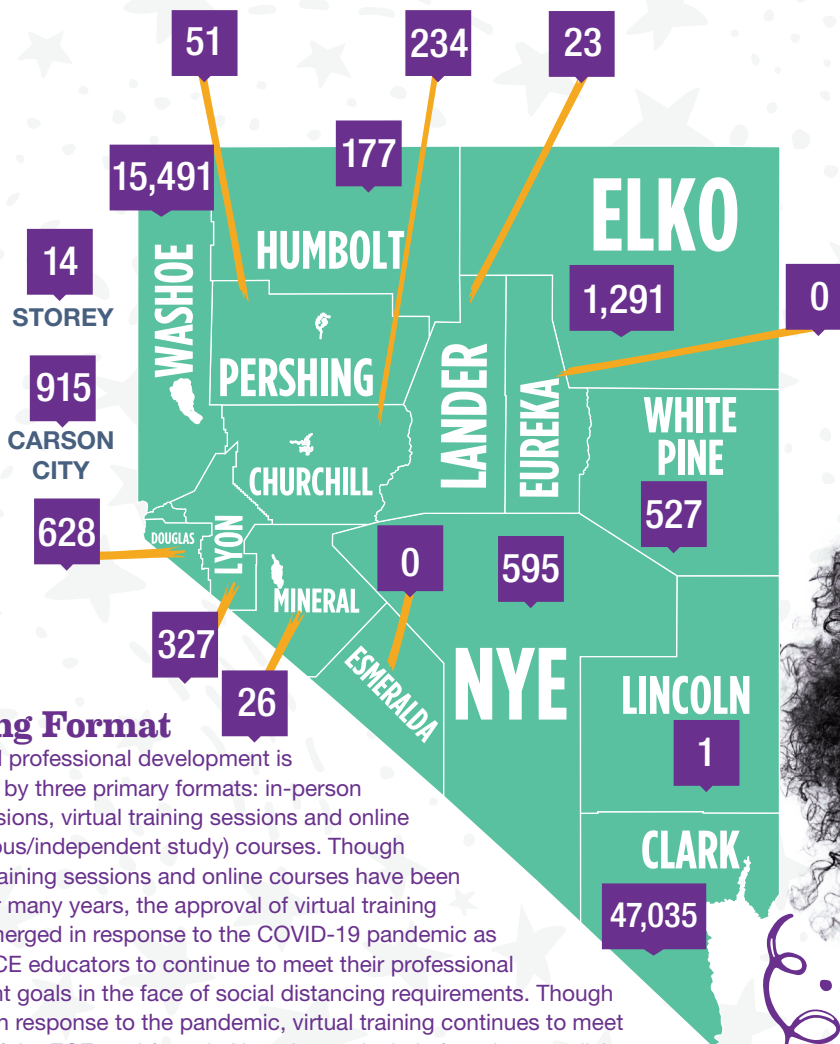 51
234
23
15,491
177
ELKO
HUMBOLT
14
STOREY
WASHOE
1,291
0
PERSHING
LANDER
EUREKA
915
CARSON
CITY
WHITE
PINE
CHURCHILL
527
628
DOUGLAS
LYON
0
595
MINERAL
327
26
ESMERALDA
NYE
LINCOLN
1
CLARK
47,035
ng Format
professional development is
by three primary formats: in-person
sions, virtual training sessions and online
ous/independent study) courses. Though
aining sessions and online courses have been
r many years, the approval of virtual training
merged in response to the COVID-19 pandemic as
CE educators to continue to meet their professional
nt goals in the face of social distancing requirements. Though
n response to the pandemic, virtual training continues to meet